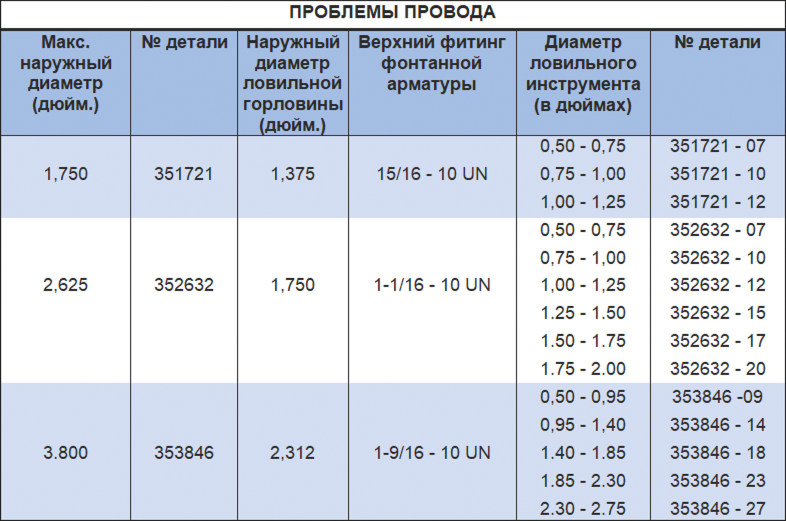 ПРОБЛЕМЫ ПРОВОДА
Макс. наружный диаметр (дюйм.) № детали Наружный диаметр ловильной горловины (дюйм.) Верхний фитинг фонтанной арматуры Диаметр ловильного инструмента (в дюймах) № детали
1,750 351721 1,375 15/16 - 10 UN
0,50 - 0,75 351721 - 07
0,75 - 1,00 351721 - 10
1,00 - 1,25 351721 - 12
2,625 352632 1,750 1-1/16 - 10 UN
0,50 - 0,75 352632 - 07
0,75 - 1,00 352632 - 10
1,00 - 1,25 352632 - 12
1.25 - 1.50 352632 - 15
1.50 - 1.75 352632 - 17
1.75 - 2.00 352632 - 20
3.800 353846 2,312 1-9/16 - 10 UN
0,50 - 0,95 353846 -09
0,95 - 1,40 353846 - 14
1.40 - 1.85 353846 - 18
1.85 - 2.30 353846 - 23
2.30 - 2.75 353846 - 27